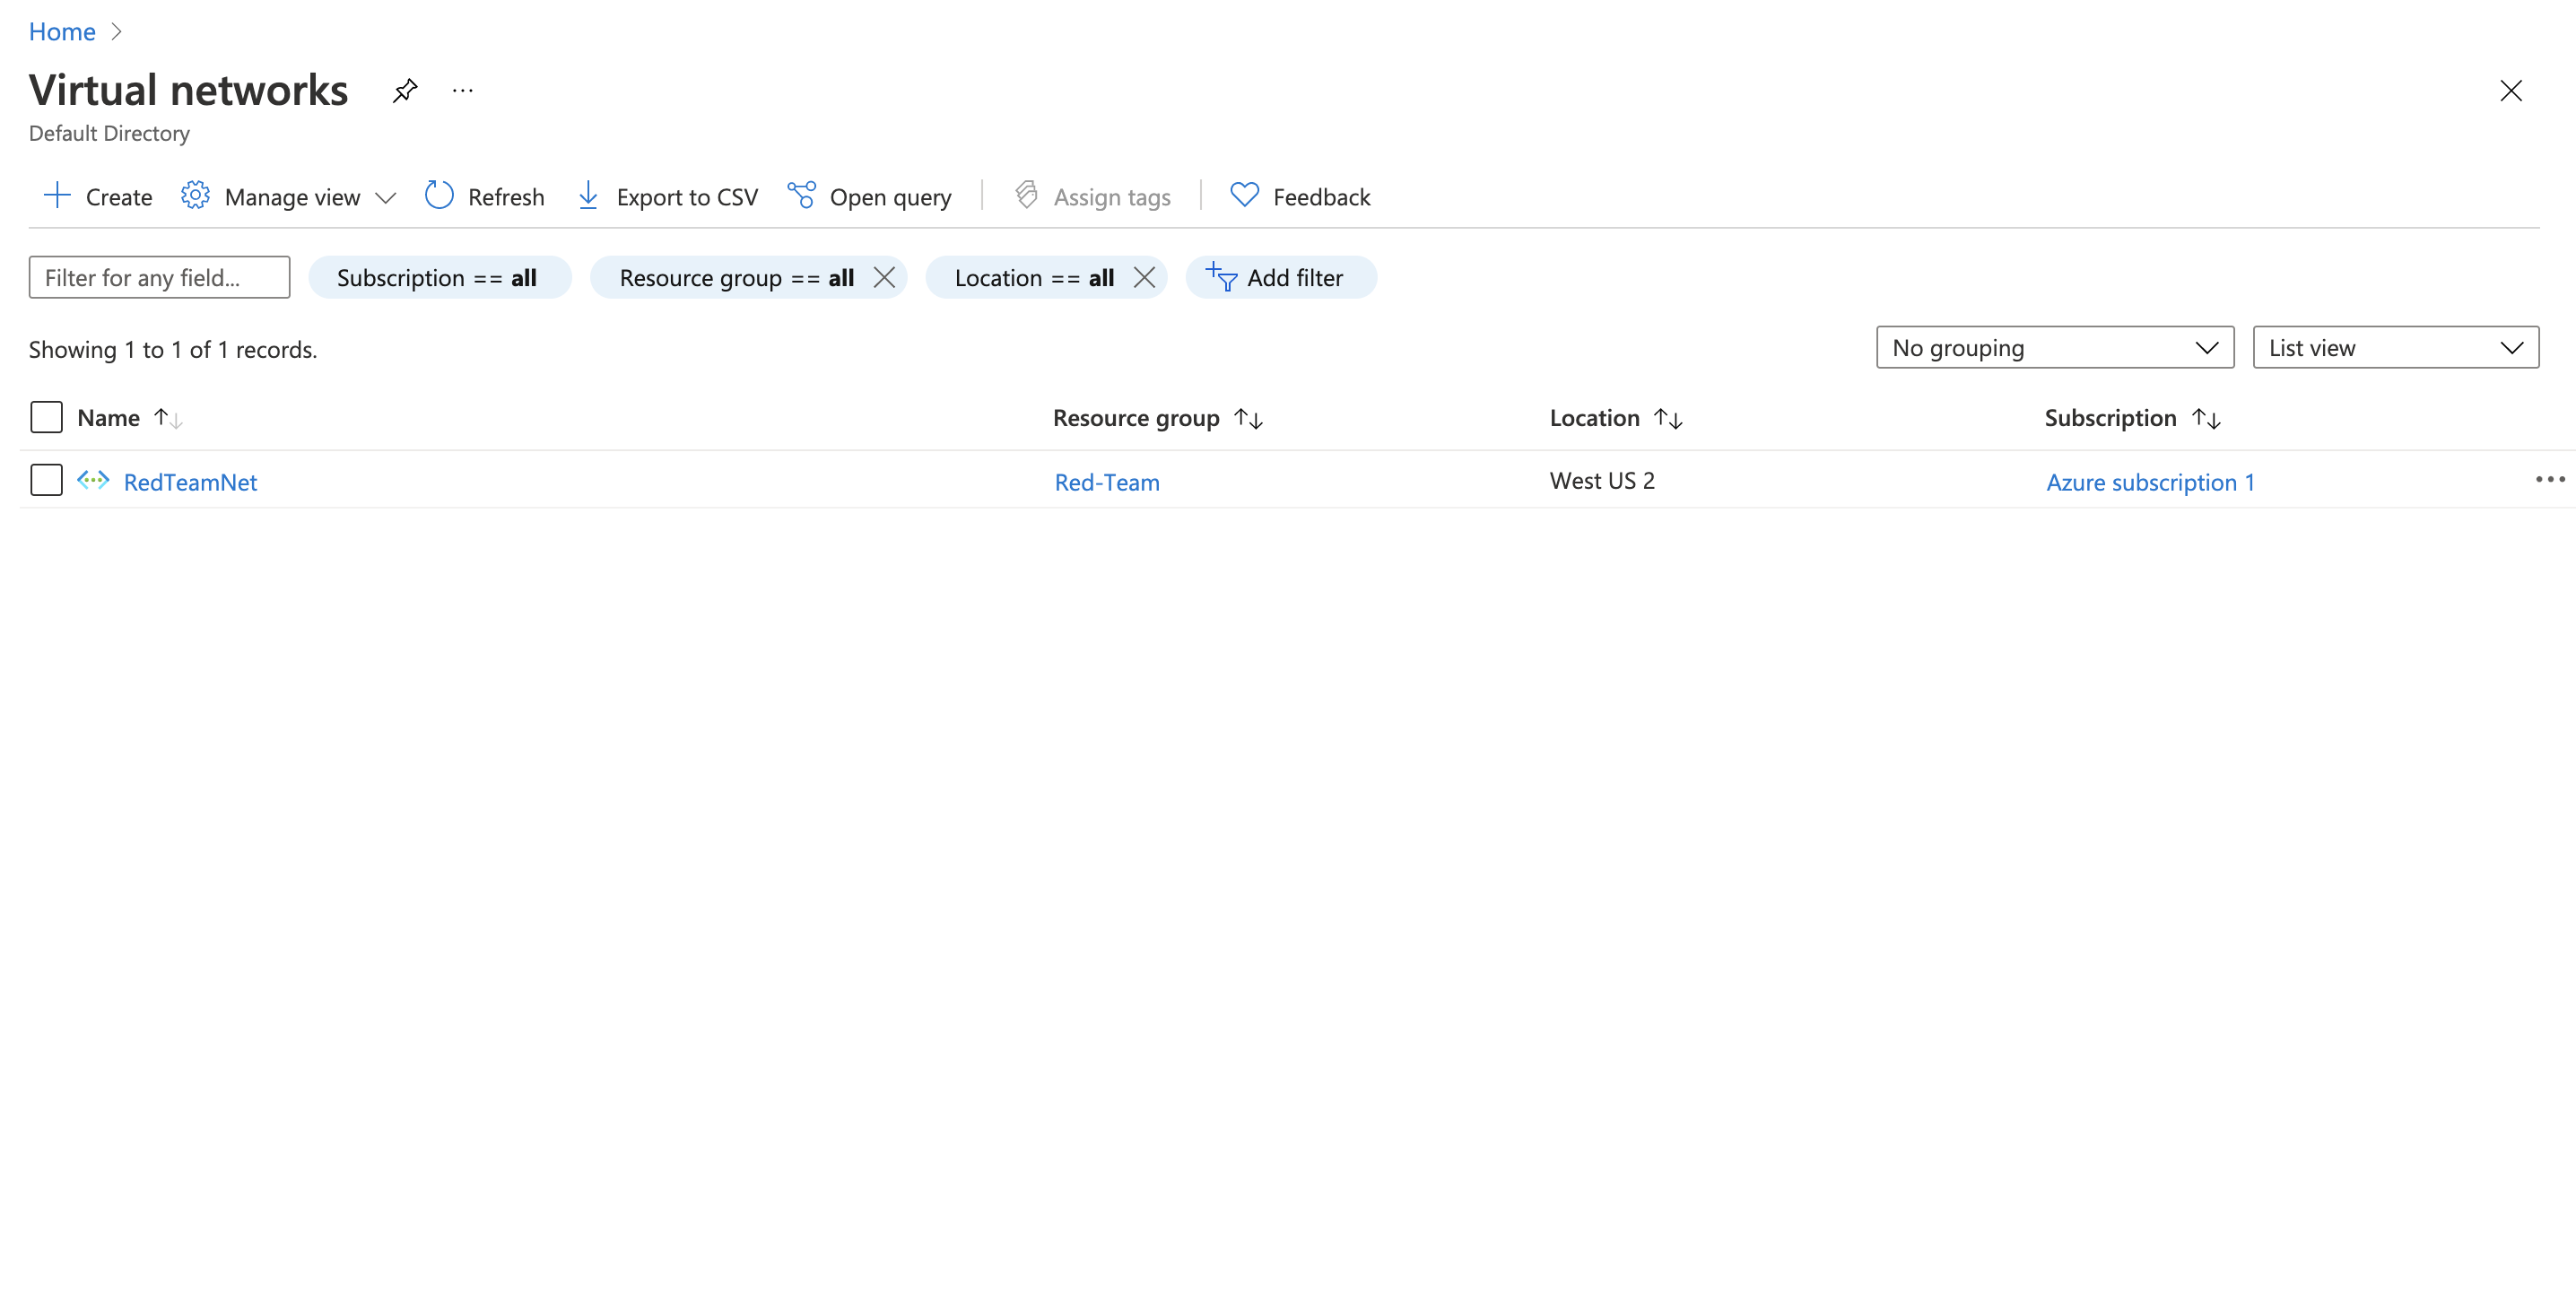 Home
Virtual networks
Default Directory
Create Manage view Refresh Export to CSV Open query Assign tags Feedback
Filter for any field... Subscription == all Resource group == all Location == all Add filter
Showing 1 to 1 of 1 records. No grouping List view
Name Resource group Location Subscription
RedTeamNet Red-Team West US 2 Azure subscription 1